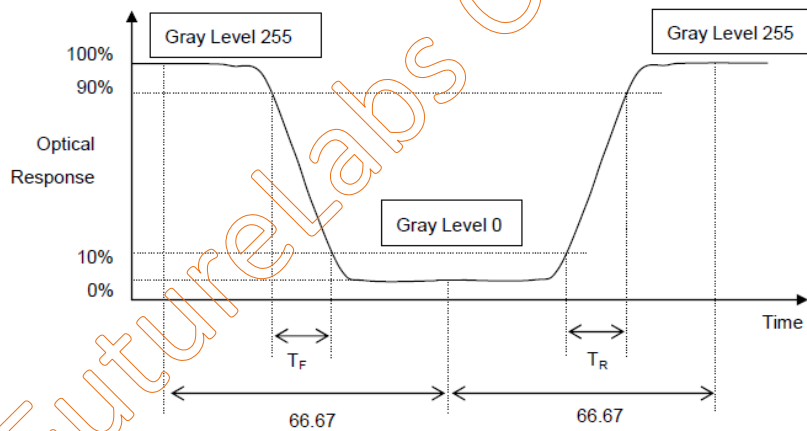 Gray Level 255
Gray Level 255
100%
90%
Optical
Response
Gray Level 0
10%
0%
Time
TF
TR
66.67
66.67
FutureLabs